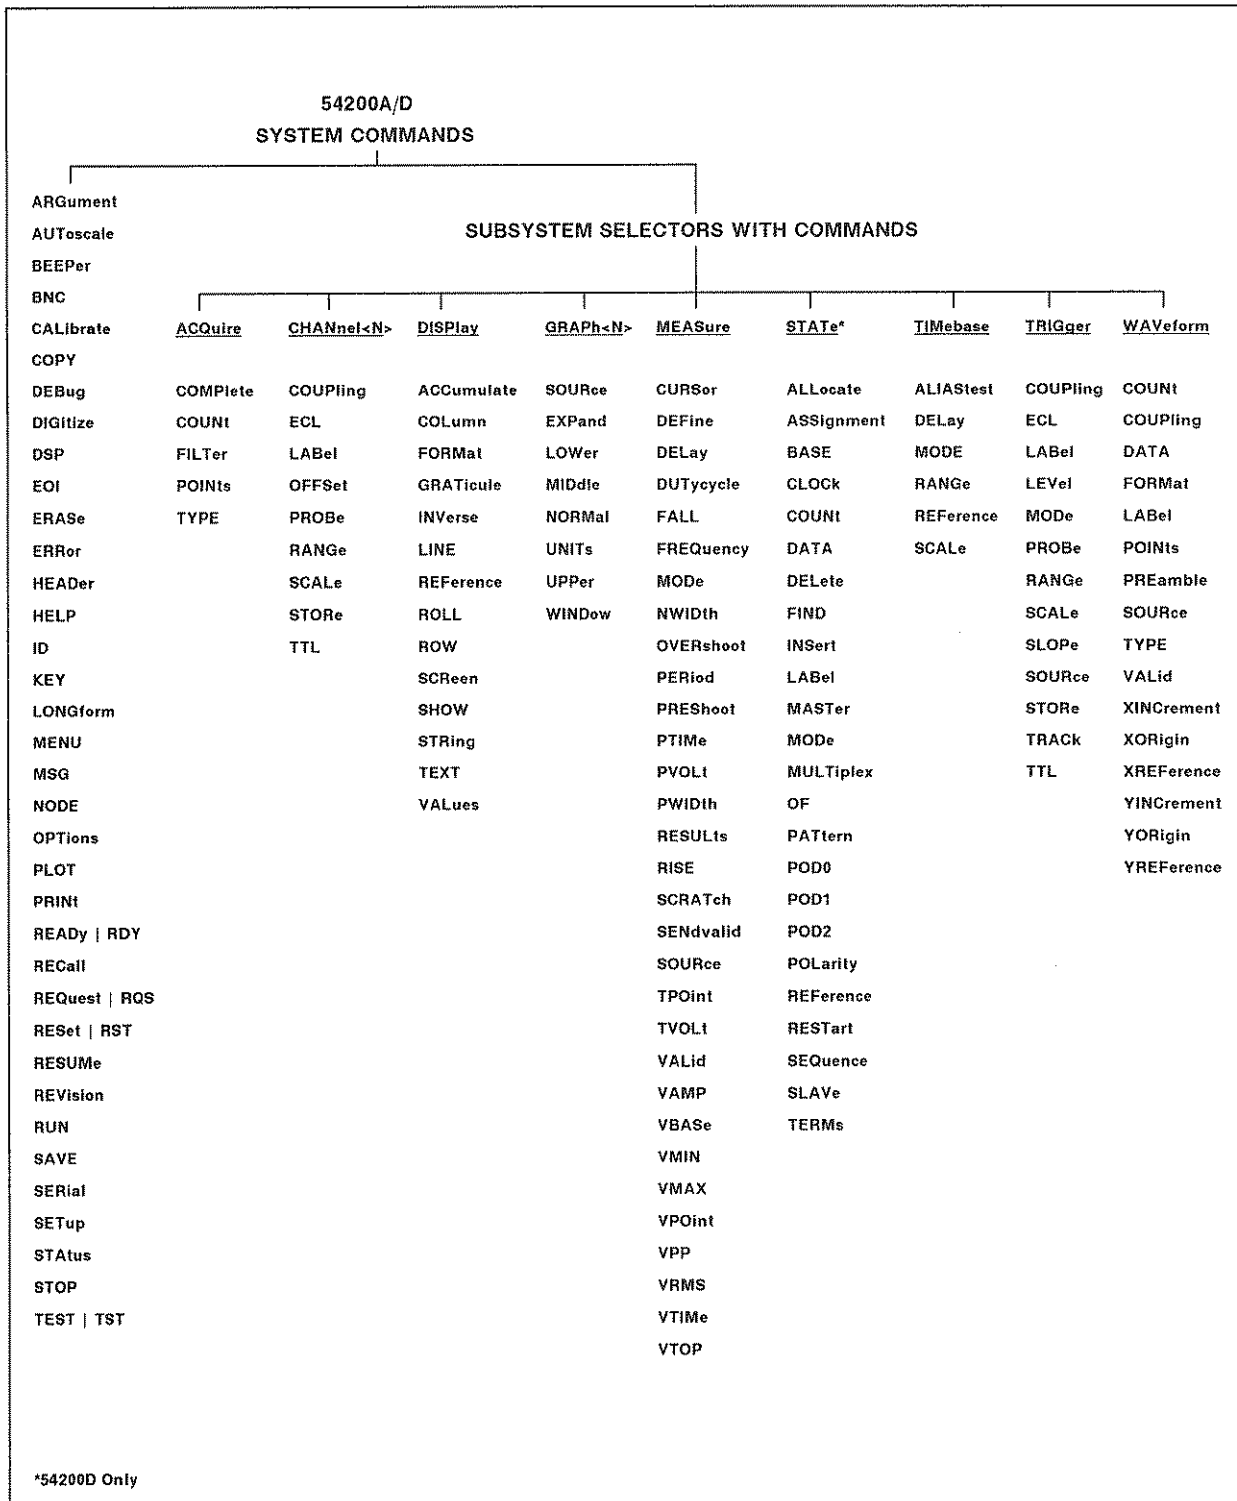 54200A/D
SYSTEM COMMANDS
SUBSYSTEM SELECTORS WITH COMMANDS
ARGument
AUToscale
BEEPer
BNC
CALibrate
COPY
DEBug
DIGitize
DSP
EOI
ERASe
ERRor
HEADer
HELP
ID
KEY
LONGform
MENU
MSG
NODE
OPTions
PLOT
PRINt
READy | RDY
RECall
REQuest | RQS
RESet | RST
RESUMe
REVision
RUN
SAVE
SERial
SETup
STAtus
STOP
TEST | TST
ACQuire
COMPlete
COUNt
FILTer
POINts
TYPE
CHANnel<N>
COUPling
ECL
LABel
OFFSet
PROBe
RANGe
SCALe
STORe
TTL
DISPlay
ACCumulate
COLumn
FORMat
GRATicule
INVerse
LINE
REFerence
ROLL
ROW
SCReen
SHOW
STRing
TEXT
VALues
GRAPh<N>
SOURce
EXPand
LOWer
MIDdle
NORMal
UNITs
UPPer
WINDow
MEASure
CURSor
DEFine
DELay
DUTycycle
FALL
FREQuency
MODe
NWIDth
OVERshoot
PERiod
PREShoot
PTIMe
PVOLt
PWIDth
RESULts
RISE
SCRATch
SENdvalid
SOURce
TPOint
TVOLt
VALid
VAMP
VBASe
VMIN
VMAX
VPOint
VPP
VRMS
VTIMe
VTOP
STATe*
ALLocate
ASSignment
BASE
CLOCk
COUNt
DATA
DELete
FIND
INSert
LABel
MASTer
MODe
MULTiplex
OF
PATtern
POD0
POD1
POD2
POLarity
REFerence
RESTart
SEQuence
SLAVe
TERMs
TIMebase
ALIAStest
DELay
MODE
RANGe
REFerence
SCALe
TRIGger
COUPling
ECL
LABel
LEVel
MODe
PROBe
RANGe
SCALe
SLOPe
SOURce
STORe
TRACk
TTL
WAVeform
COUNt
COUPling
DATA
FORMat
LABel
POINts
PREamble
SOURce
TYPE
VALid
XINCrement
XORigin
XREFerence
YINCrement
YORigin
YREFerence
*54200D Only